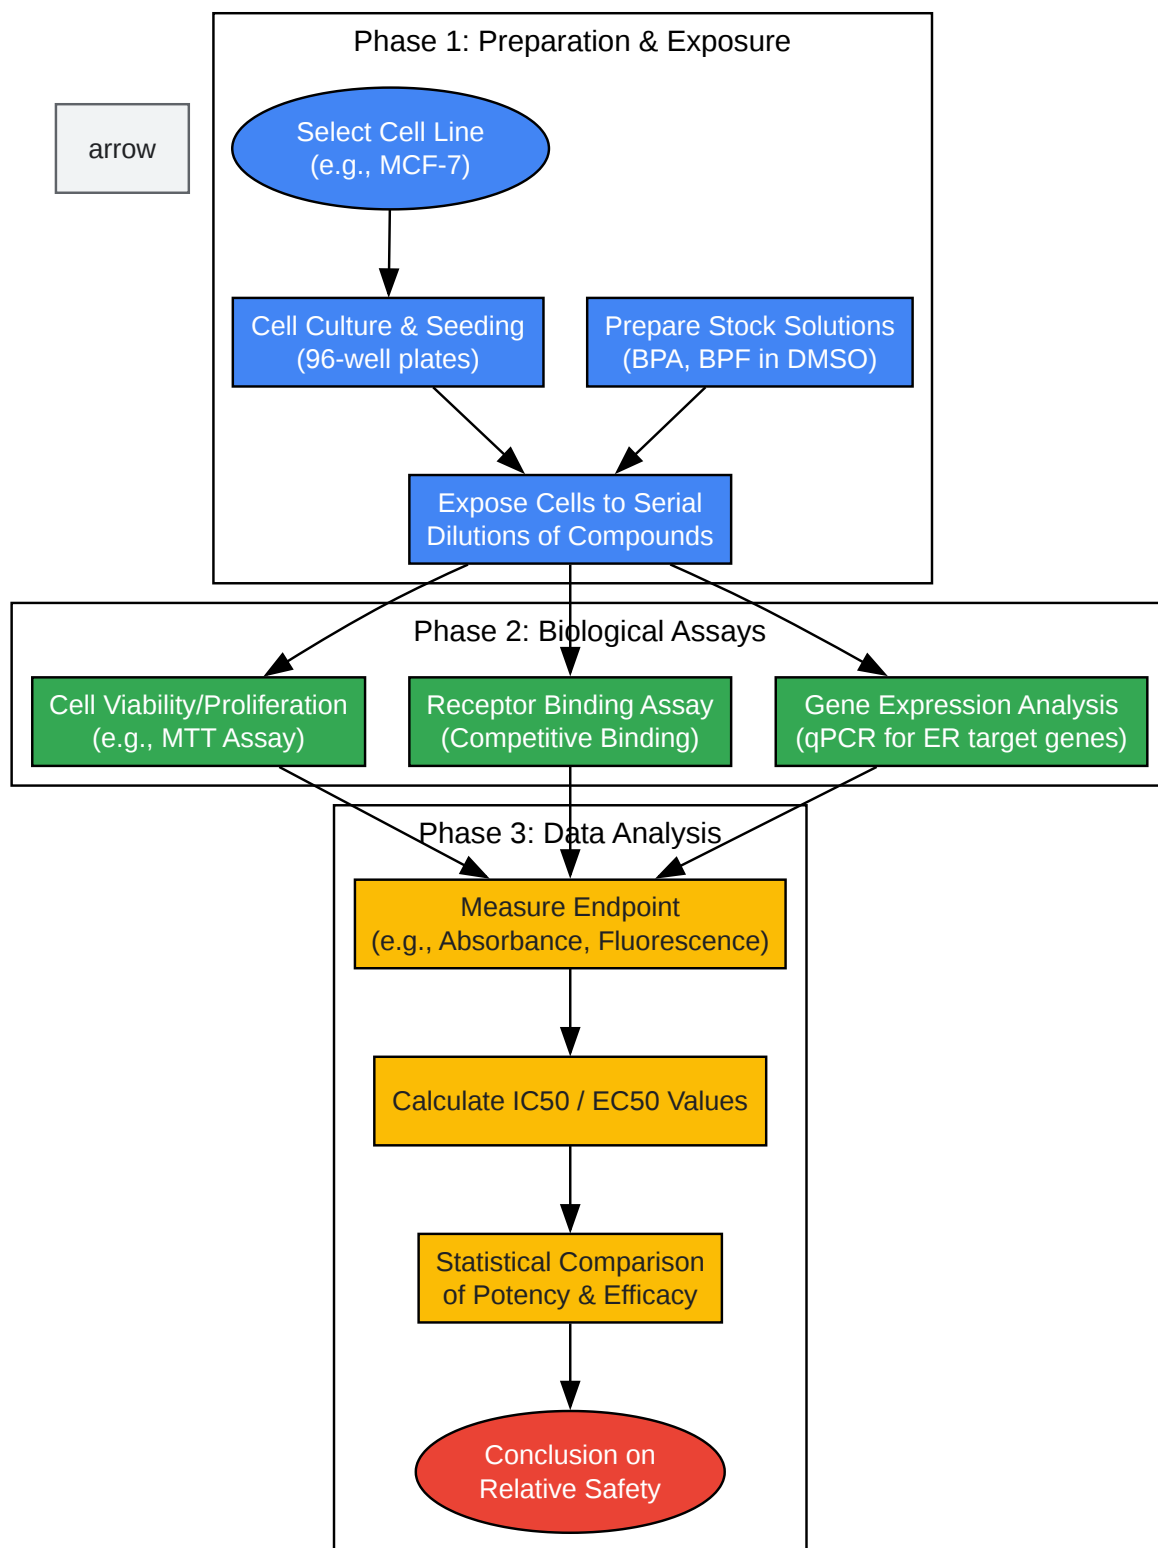 Phase 1: Preparation & Exposure
arrow
Select Cell Line
(e.g., MCF-7)
Cell Culture & Seeding
(96-well plates)
Prepare Stock Solutions
(BPA, BPF in DMSO)
Expose Cells to Serial
Dilutions of Compounds
Phase 2: Biological Assays
Cell Viability/Proliferation
(e.g., MTT Assay)
Receptor Binding Assay
(Competitive Binding)
Gene Expression Analysis
(qPCR for ER target genes)
Phase 3: Data Analysis
Measure Endpoint
(e.g., Absorbance, Fluorescence)
Calculate IC50 / EC50 Values
Statistical Comparison
of Potency & Efficacy
Conclusion on
Relative Safety